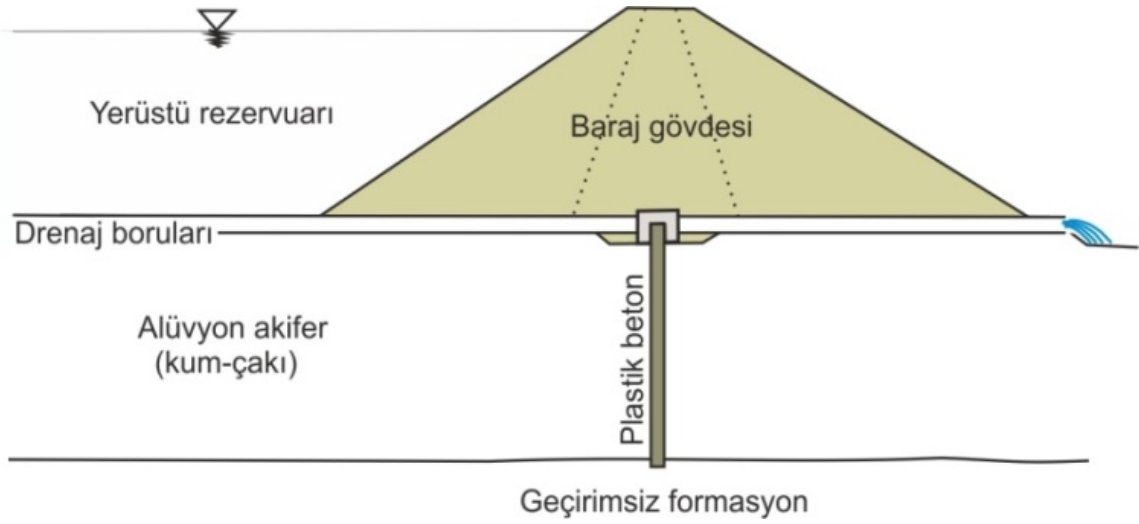 Yerüstü rezervuarı
Baraj gövdesi
Drenaj boruları
Alüvyon akifer
(kum-çakı)
Plastik beton
Geçirimsiz formasyon